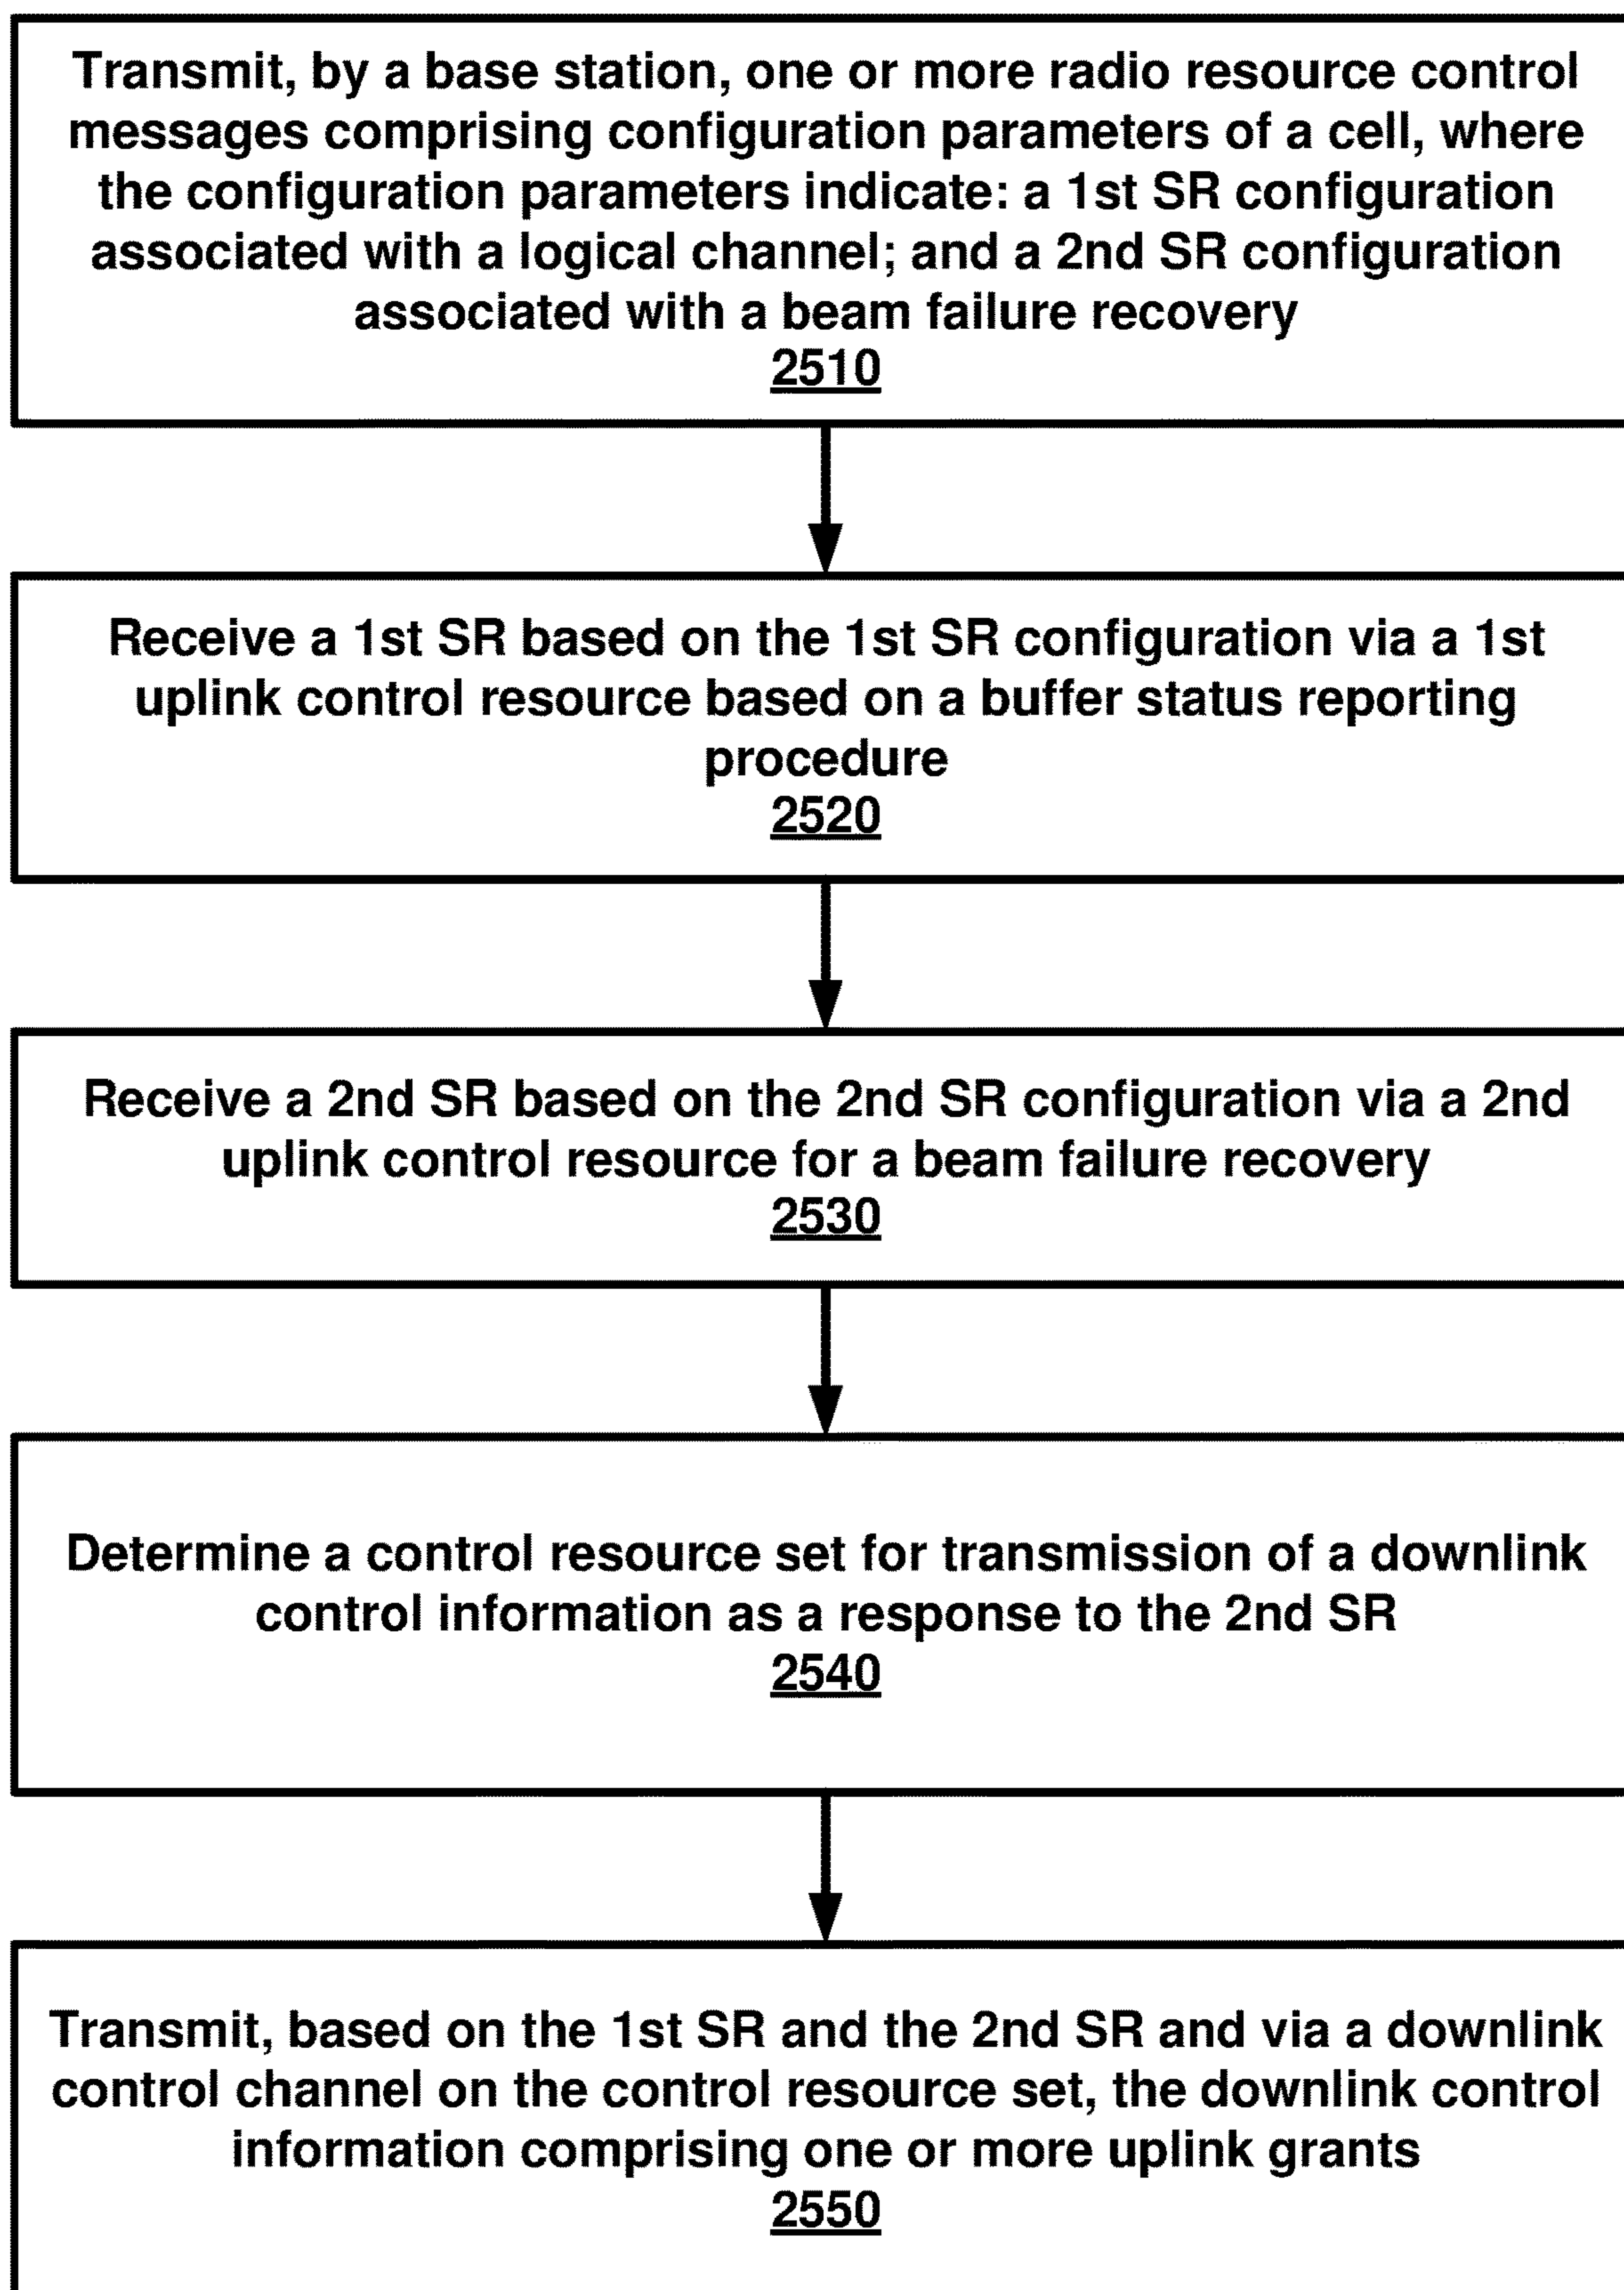 Transmit, by a base station, one or more radio resource control
messages comprising configuration parameters of a cell, where
the configuration parameters indicate: a 1st SR configuration
associated with a logical channel; and a 2nd SR configuration
associated with a beam failure recovery
2510
Receive a 1st SR based on the 1st SR configuration via a 1st
uplink control resource based on a buffer status reporting
procedure
2520
Receive a 2nd SR based on the 2nd SR configuration via a 2nd
uplink control resource for a beam failure recovery
2530
Determine a control resource set for transmission of a downlink
control information as a response to the 2nd SR
2540
Transmit, based on the 1st SR and the 2nd SR and via a downlink
control channel on the control resource set, the downlink control
information comprising one or more uplink grants
2550